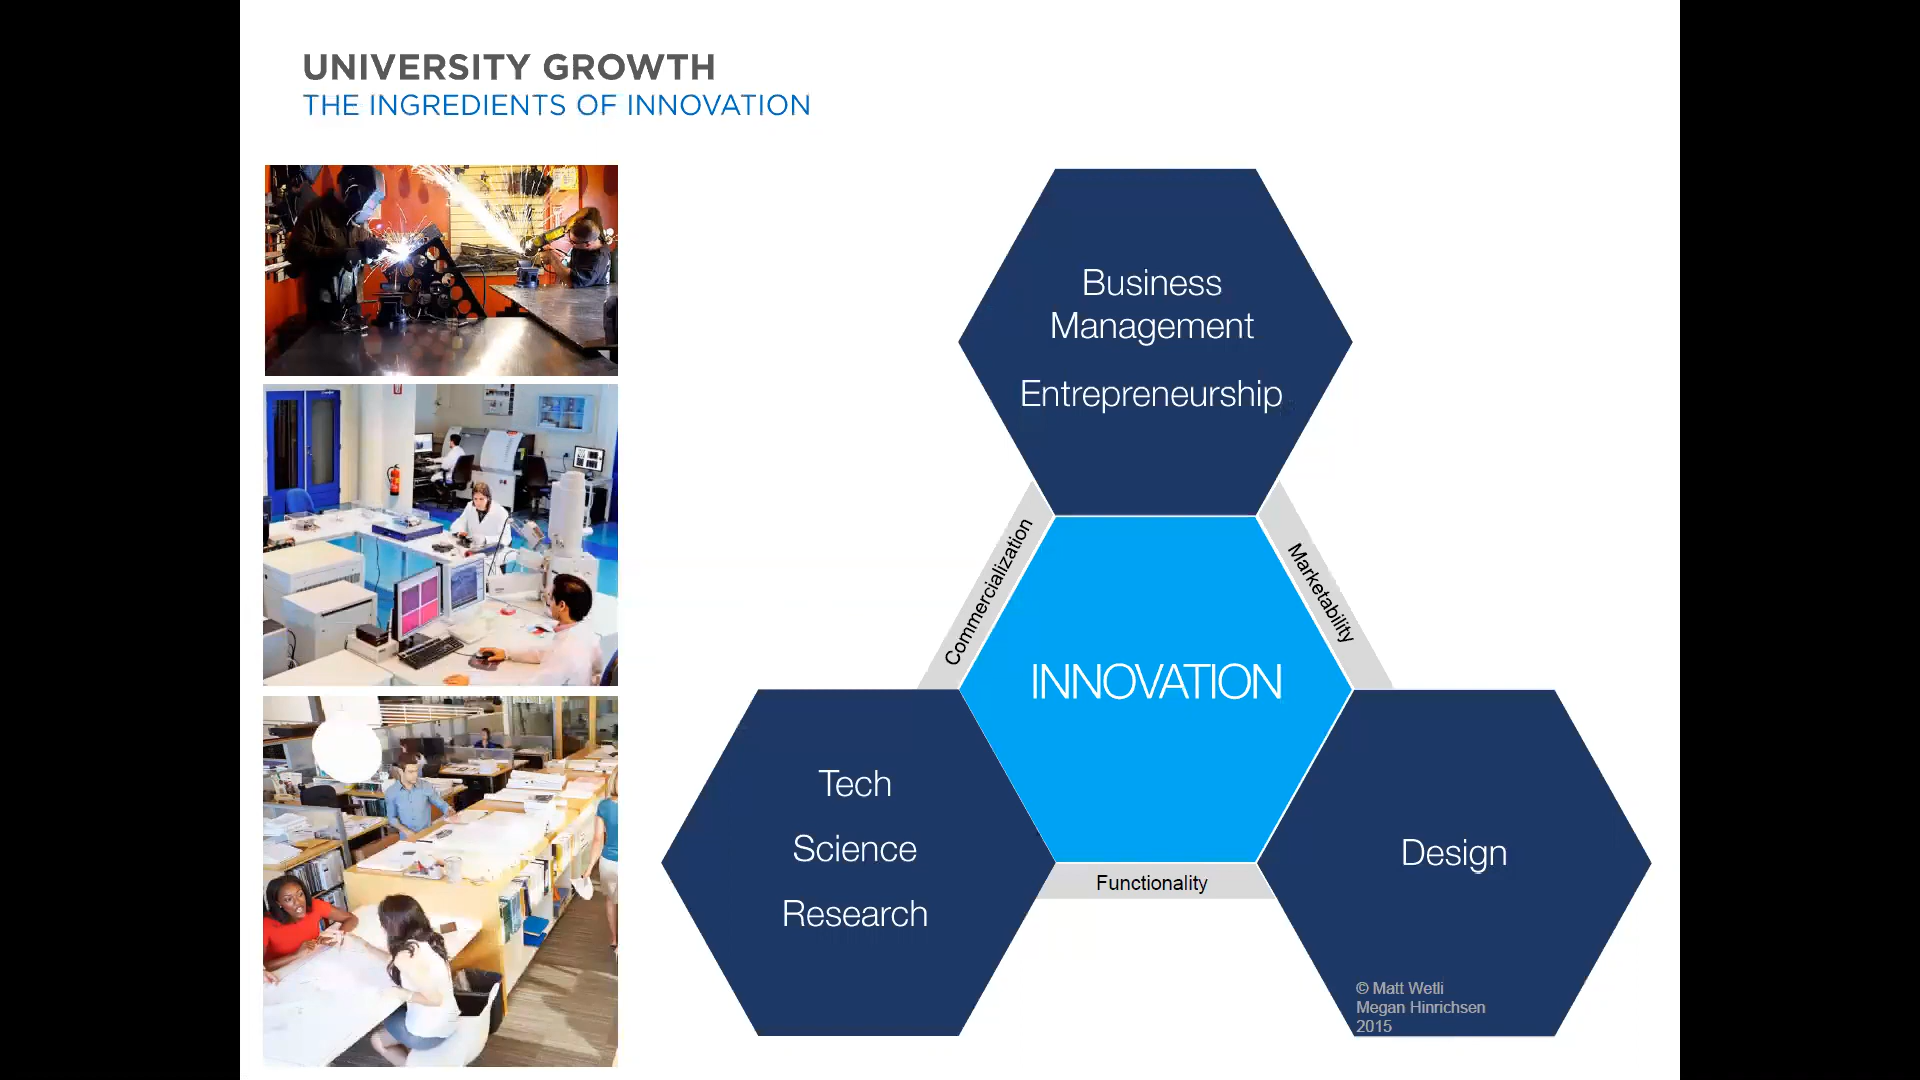 UNIVERSITY GROWTH
THE INGREDIENTS OF INNOVATION
Business
Management
Entrepreneurship
Commercialization
Marketability
INNOVATION
Tech
Science
Research
Functionality
Design
© Matt Wetli
Megan Hinrichsen
2015